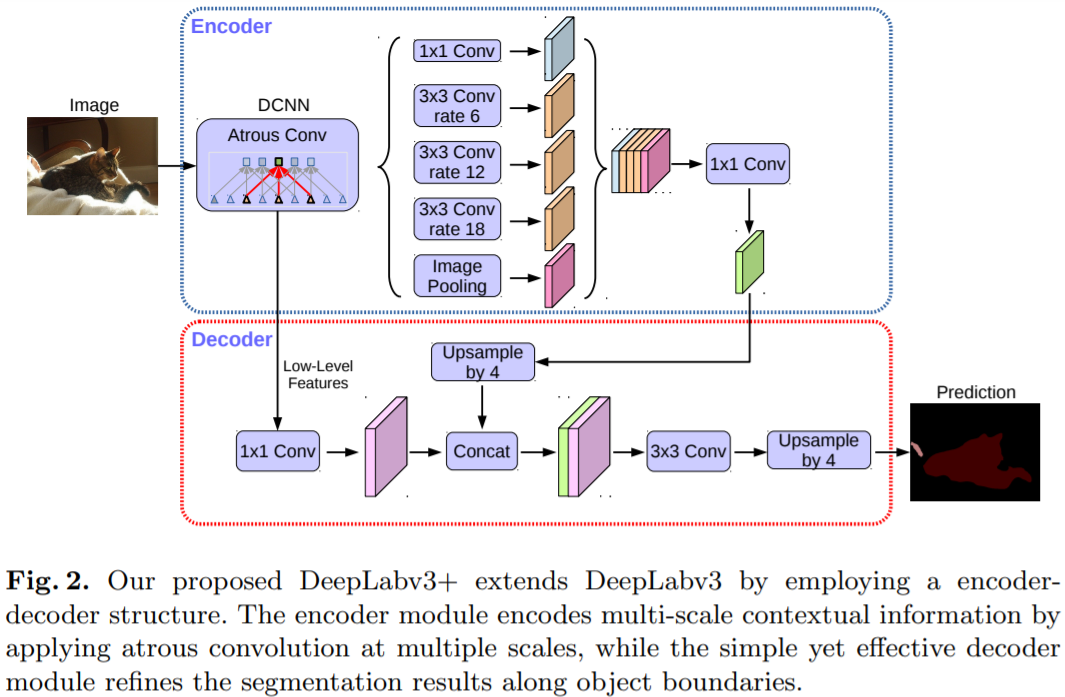 Encoder
Image
DCNN
Atrous Conv
1x1 Conv
3x3 Conv
rate 6
3x3 Conv
rate 12
3x3 Conv
rate 18
Image
Pooling
1x1 Conv
Decoder
Low-Level
Features
Upsample
by 4
1x1 Conv
Concat
3x3 Conv
Upsample
by 4
Prediction
Fig. 2. Our proposed DeepLabv3+ extends DeepLabv3 by employing a encoder-
decoder structure. The encoder module encodes multi-scale contextual information by
applying atrous convolution at multiple scales, while the simple yet effective decoder
module refines the segmentation results along object boundaries.